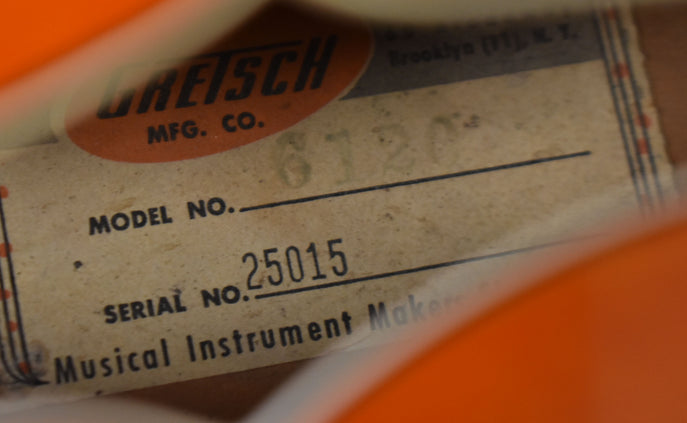 GRETSCH
MFG. CO.
Brooklyn (11), N. Y.
MODEL NO. 6120
SERIAL NO. 25015
Musical Instrument Makers